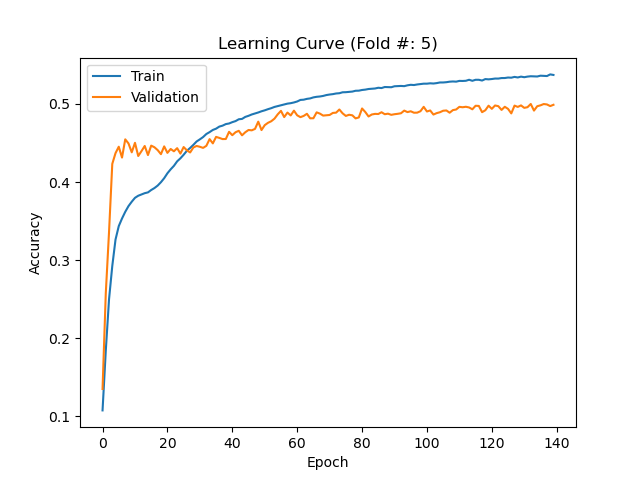 Learning Curve (Fold #: 5)
Train
Validation
0.5
0.4
0.3
0.2
0.1
Accuracy
0 20 40 60 80 100 120 140
Epoch